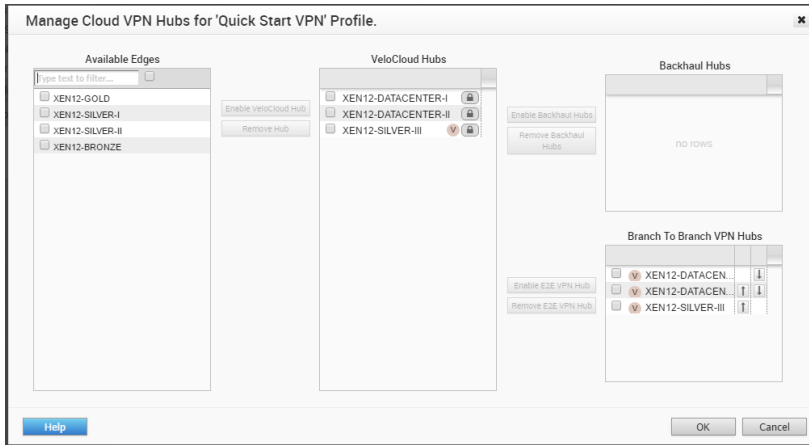 Manage Cloud VPN Hubs for 'Quick Start VPN' Profile.
Available Edges
Type text to filter...
XEN12-GOLD
XEN12-SILVER-I
XEN12-SILVER-II
XEN12-BRONZE
Enable VeloCloud Hub
Remove Hub
VeloCloud Hubs
XEN12-DATACENTER-I
XEN12-DATACENTER-II
XEN12-SILVER-III V
Enable Backhaul Hubs
Remove Backhaul
Hubs
Backhaul Hubs
no rows
Enable E2E VPN Hub
Remove E2E VPN Hub
Branch To Branch VPN Hubs
V XEN12-DATACEN...
V XEN12-DATACEN...
V XEN12-SILVER-III
Help
OK
Cancel